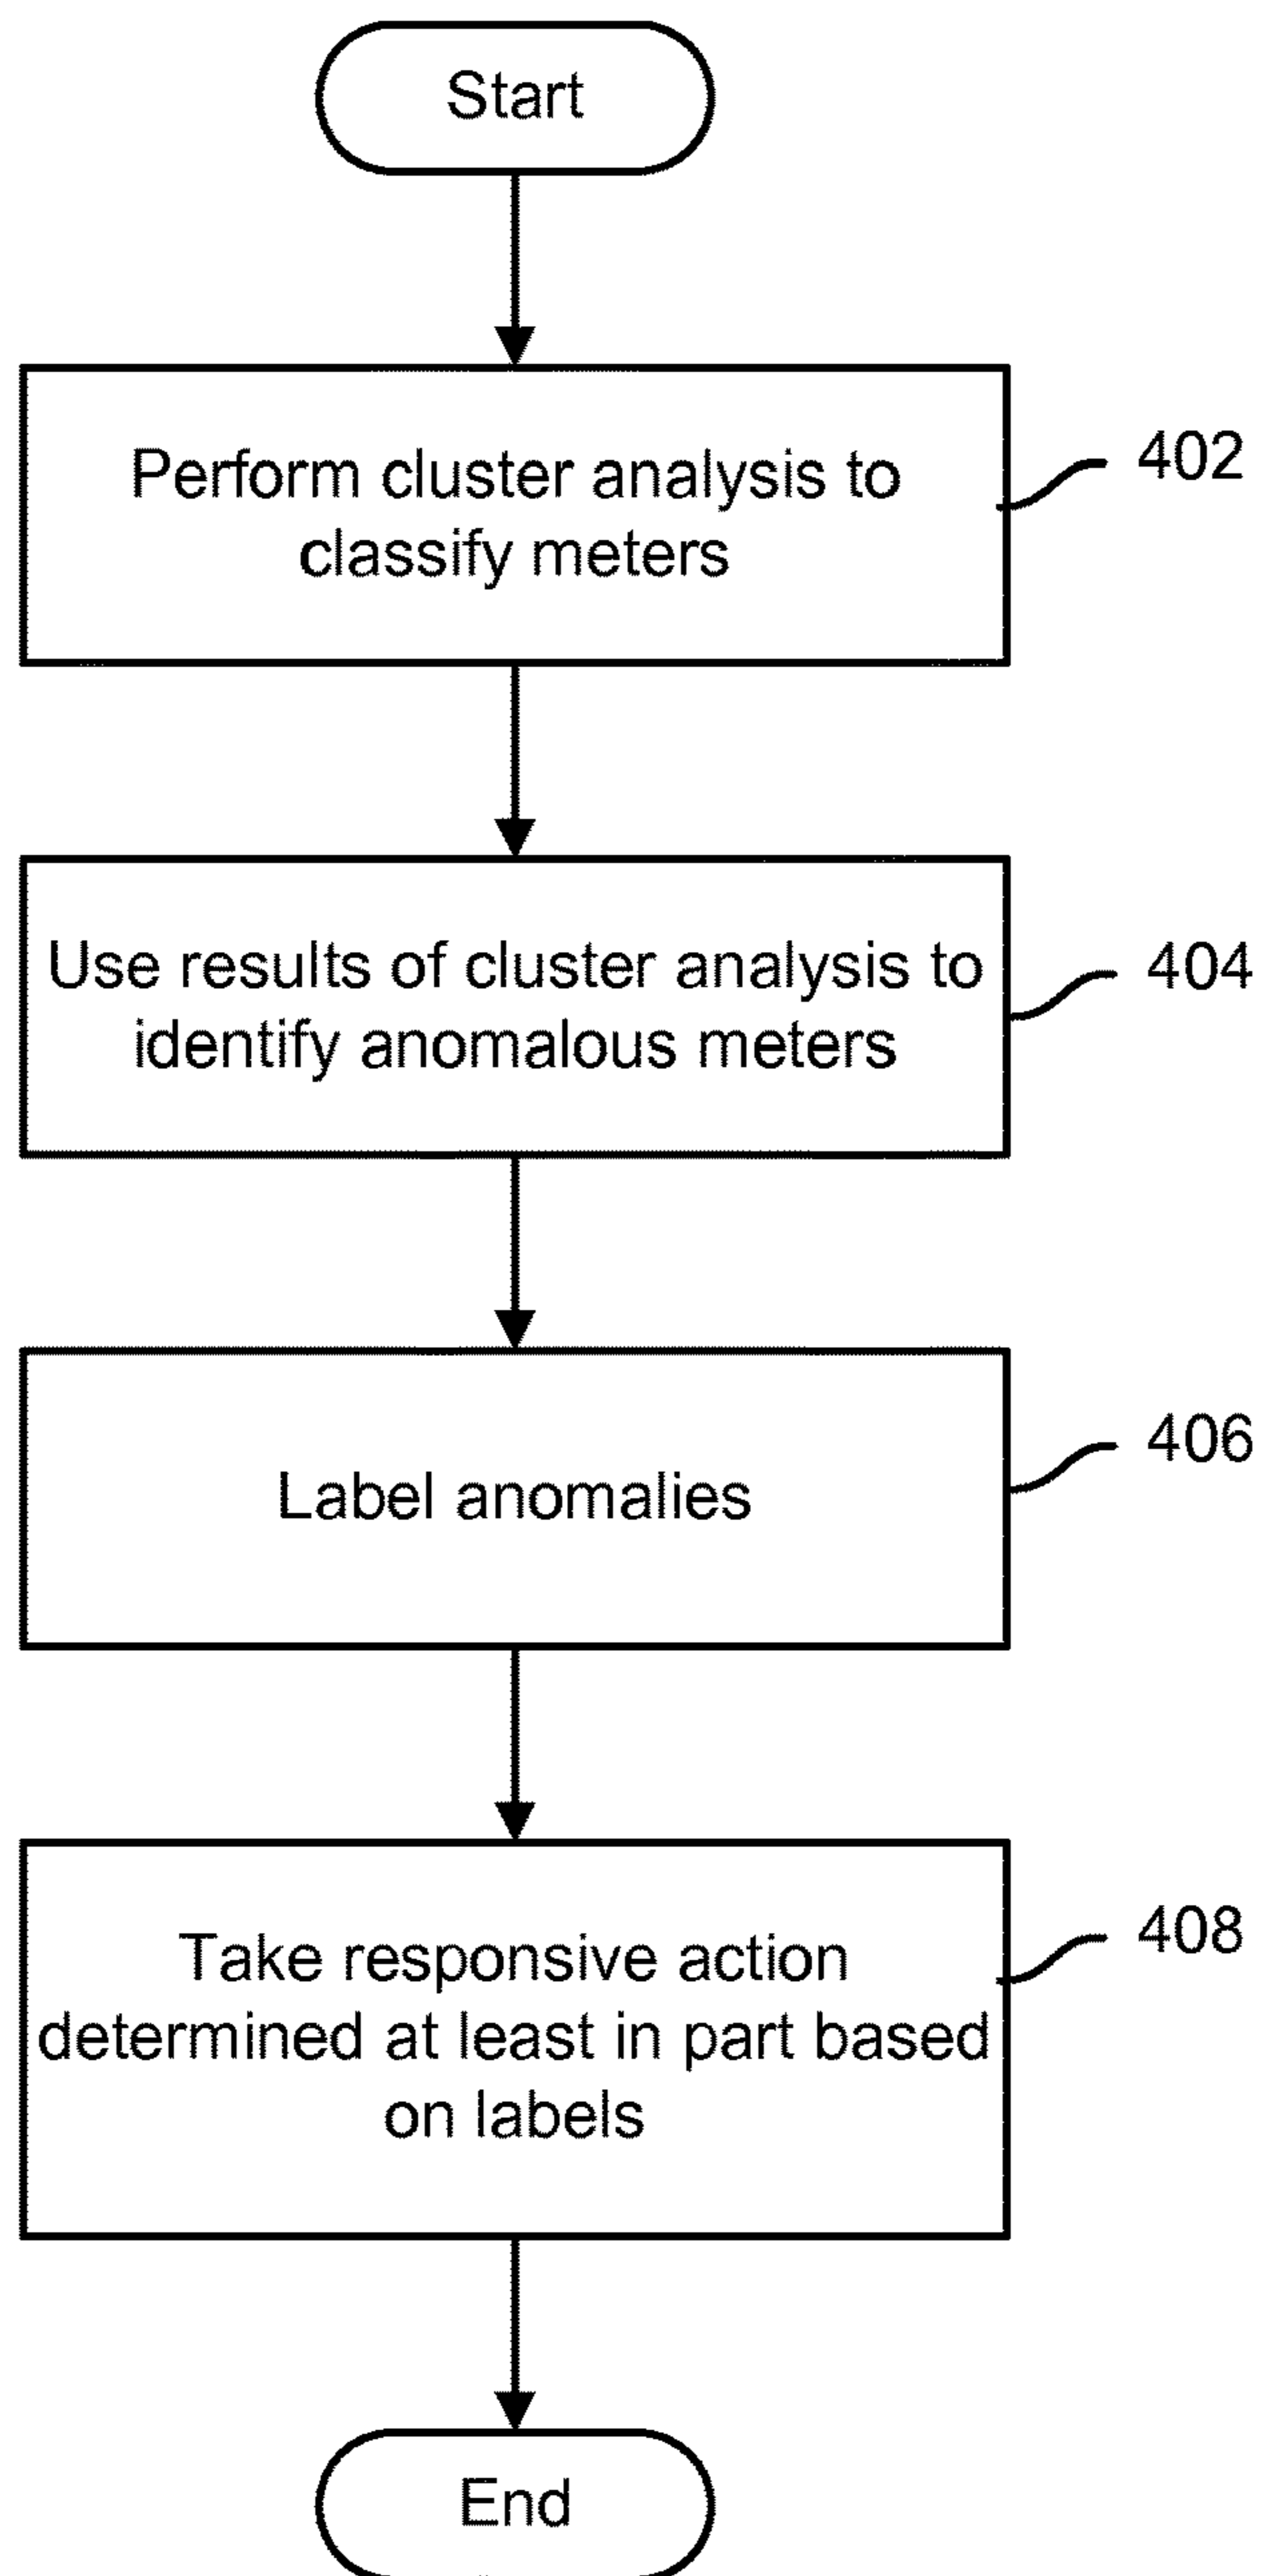 Start
Perform cluster analysis to
classify meters
402
Use results of cluster analysis to
identify anomalous meters
404
Label anomalies
406
Take responsive action
determined at least in part based
on labels
408
End